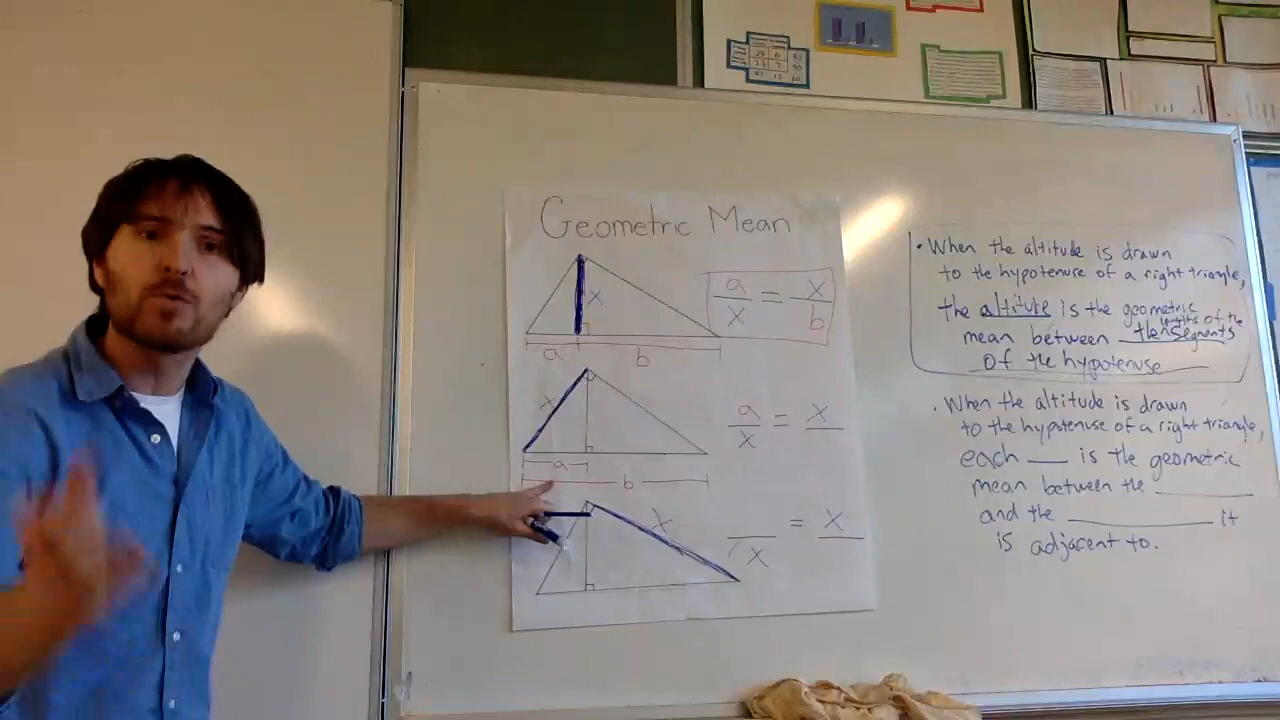 Geometric Mean
x
a/x = x/b
a b
x
a/x = x/
a
b
x
/x = x/
• When the altitude is drawn
to the hypotenuse of a right triangle,
the altitute is the geometric
mean between the lengths of the segments
of the hypotenuse
• When the altitude is drawn
to the hypotenuse of a right triangle,
each ___ is the geometric
mean between the ________
and the ____________ it
is adjacent to.